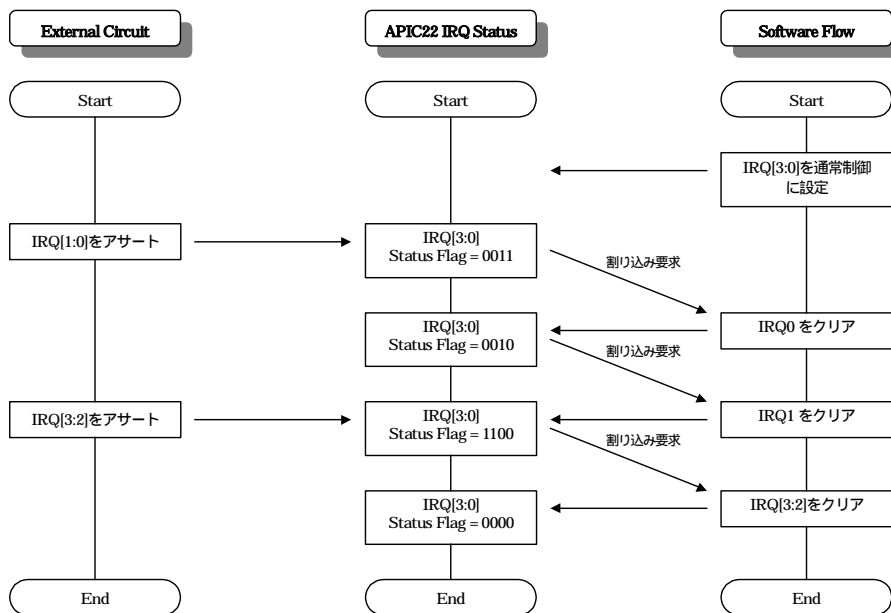 External Circuit
APIC22 IRQ Status
Software Flow
Start
Start
Start
IRQ[3:0]を通常制御
に設定
IRQ[1:0]をアサート
IRQ[3:0]
Status Flag = 0011
割り込み要求
IRQ[3:0]
Status Flag = 0010
IRQ0 をクリア
割り込み要求
IRQ[3:2]をアサート
IRQ[3:0]
Status Flag = 1100
IRQ1 をクリア
割り込み要求
IRQ[3:0]
Status Flag = 0000
IRQ[3:2]をクリア
End
End
End